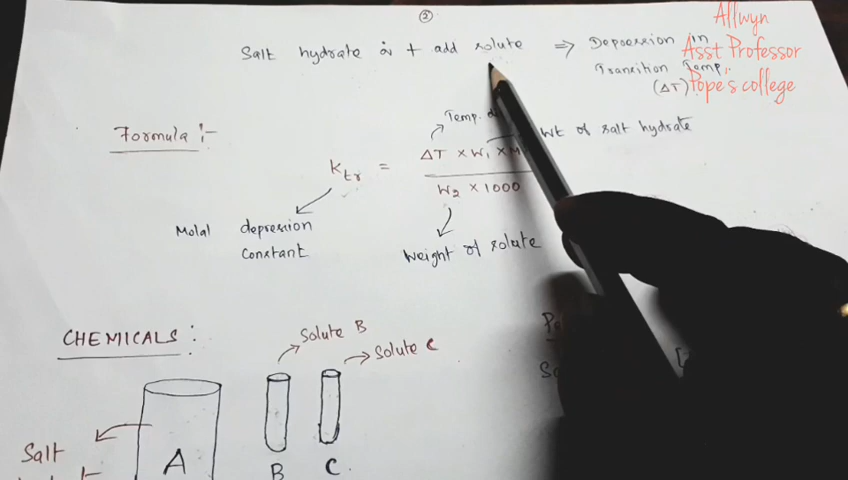 ②
Salt hydrate + add solute ⇒ Depression in
Transition Temp.
(ΔT)
Allwyn
Asst Professor
Pope's college
Formula :-
Temp.
Wt of salt hydrate
Ktr = ΔT × W1 × M
W2 × 1000
Molal depression
constant
Weight of solute
CHEMICALS :
Solute B
Solute C
Salt
A
B
C